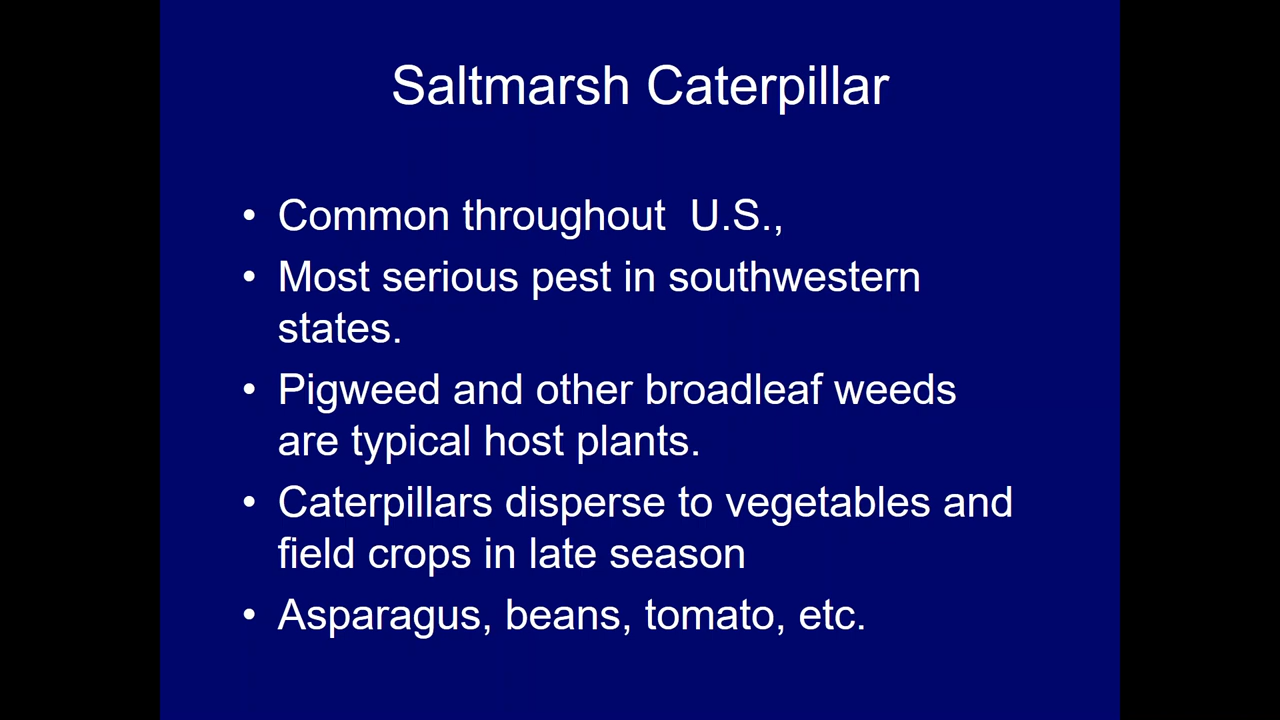 Saltmarsh Caterpillar
• Common throughout  U.S.,
• Most serious pest in southwestern
states.
• Pigweed and other broadleaf weeds
are typical host plants.
• Caterpillars disperse to vegetables and
field crops in late season
• Asparagus, beans, tomato, etc.